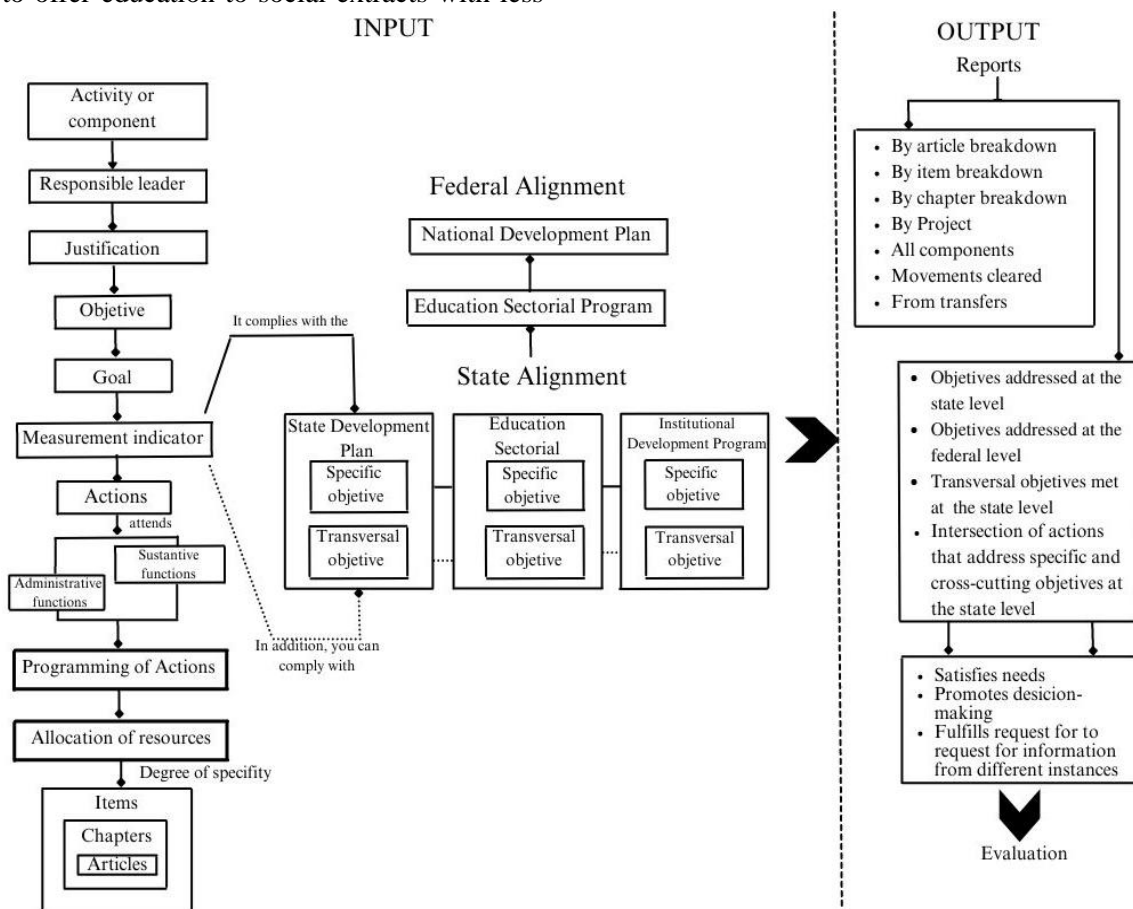 to offer education to social extracts with less
INPUT
Activity or
component
Responsible leader
Justification
Objetive
Goal
Measurement indicator
Actions
attends
Sustantive
functions
Administrative
functions
Programming of Actions
Allocation of resources
Degree of specifity
Items
Chapters
Articles
It complies with the
In addition, you can
comply with
Federal Alignment
National Development Plan
Education Sectorial Program
State Alignment
State Development
Plan
Specific
objetive
Transversal
objetive
Education
Sectorial
Specific
objetive
Transversal
objetive
Institutional
Development Program
Specific
objetive
Transversal
objetive
OUTPUT
Reports
• By article breakdown
• By item breakdown
• By chapter breakdown
• By Project
• All components
• Movements cleared
• From transfers
• Objetives addressed at the
state level
• Objetives addressed at the
federal level
• Transversal objetives met
at the state level
• Intersection of actions
that address specific and
cross-cutting objetives at
the state level
• Satisfies needs
• Promotes desicion-
making
• Fulfills request for to
request for information
from different instances
Evaluation